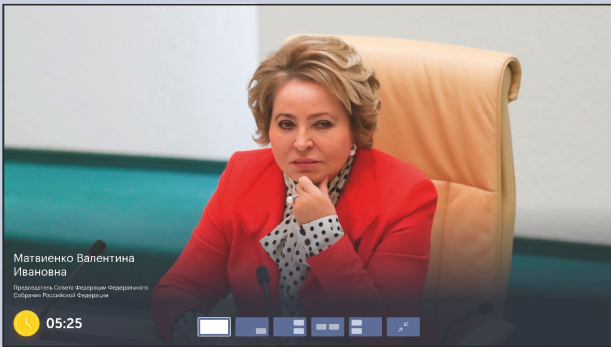 Матвиенко Валентина
Ивановна
Председатель Совета Федерации Федерального
Собрания Российской Федерации
05:25